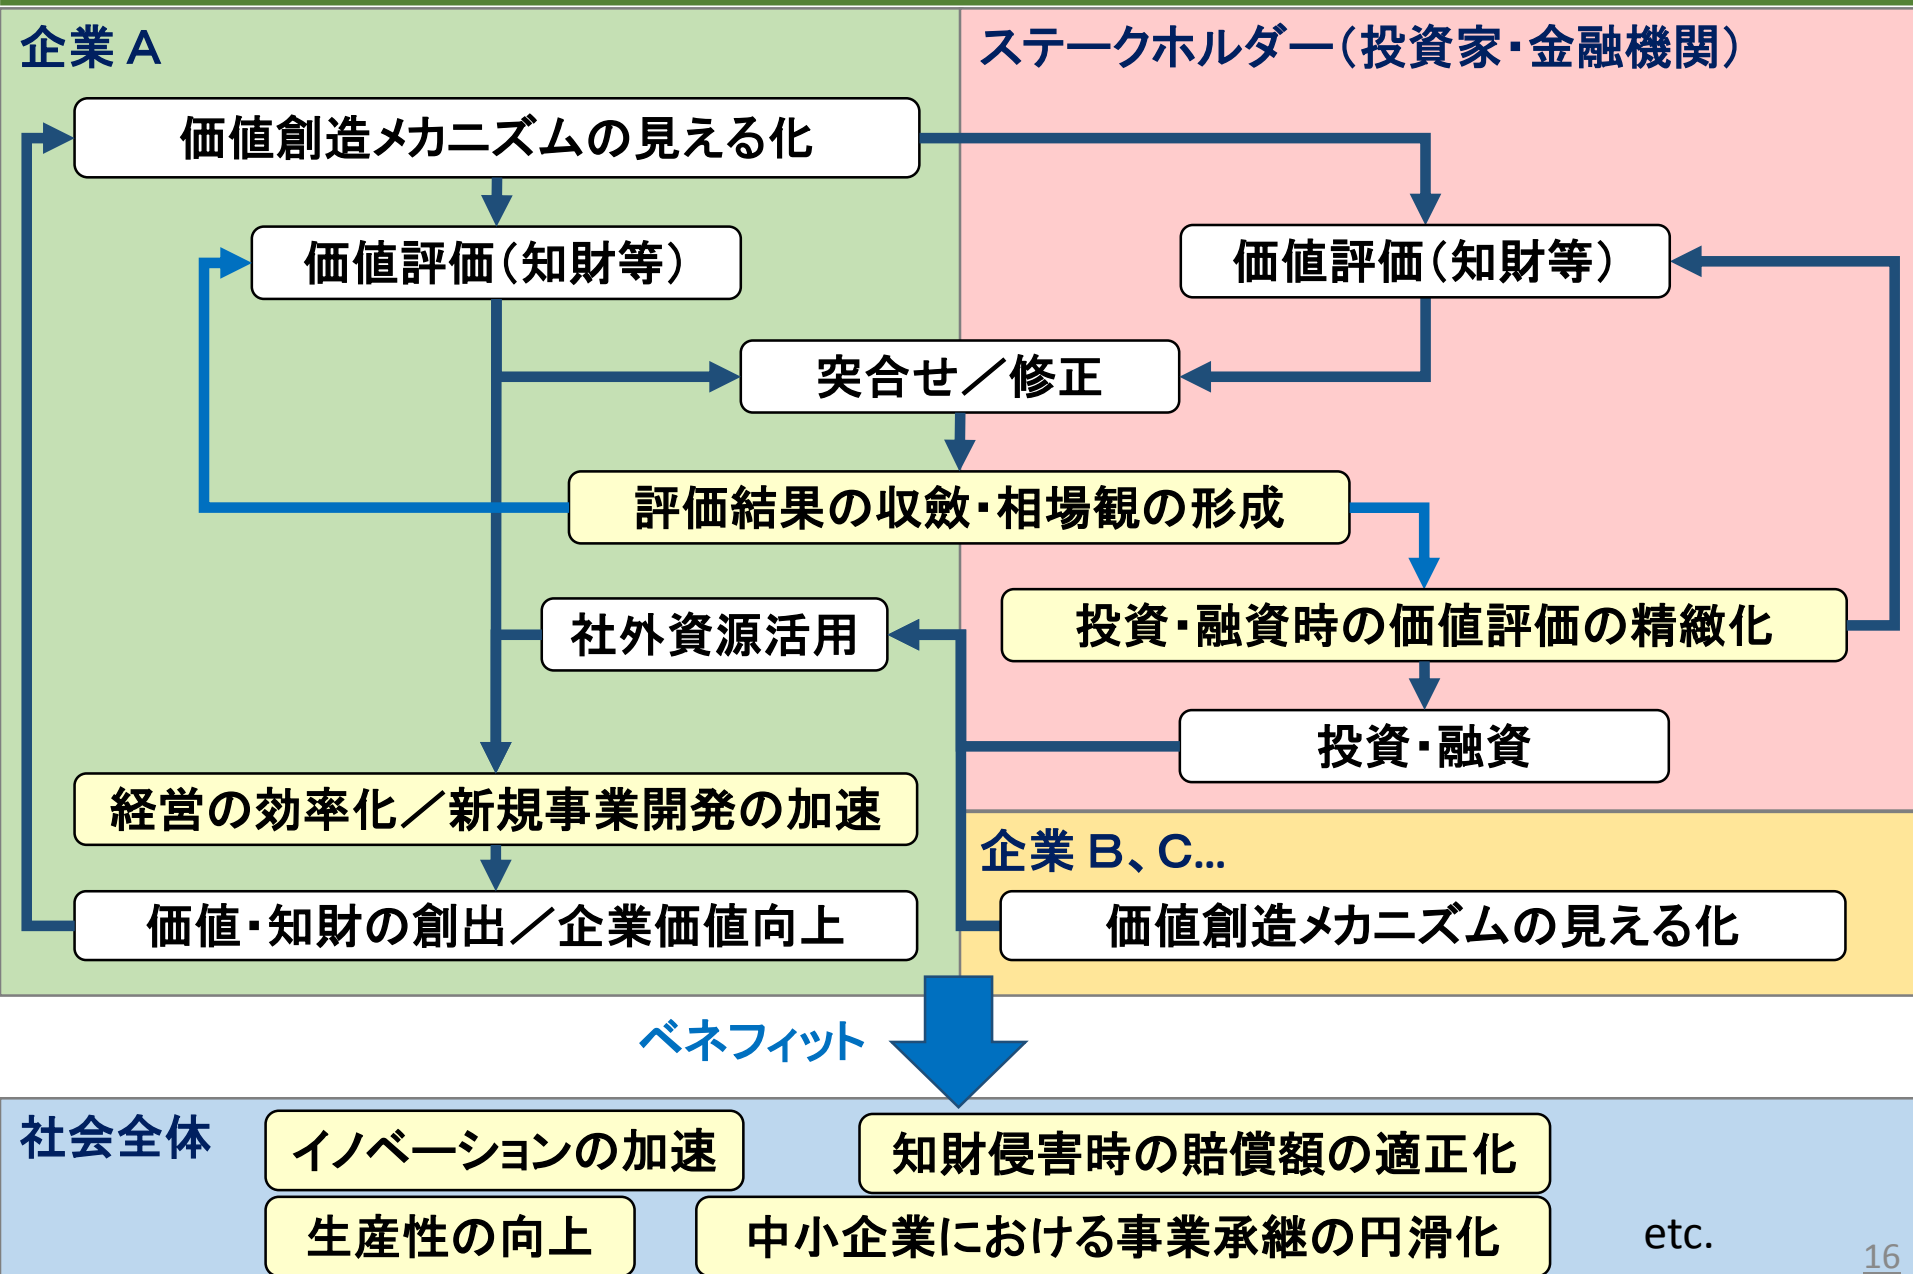 企業 A
ステークホルダー（投資家・金融機関）
価値創造メカニズムの見える化
価値評価（知財等）
価値評価（知財等）
突合せ／修正
評価結果の収斂・相場観の形成
社外資源活用
投資・融資時の価値評価の精緻化
投資・融資
経営の効率化／新規事業開発の加速
企業 B、C…
価値・知財の創出／企業価値向上
価値創造メカニズムの見える化
ベネフィット
社会全体
イノベーションの加速
知財侵害時の賠償額の適正化
生産性の向上
中小企業における事業承継の円滑化
etc.
16